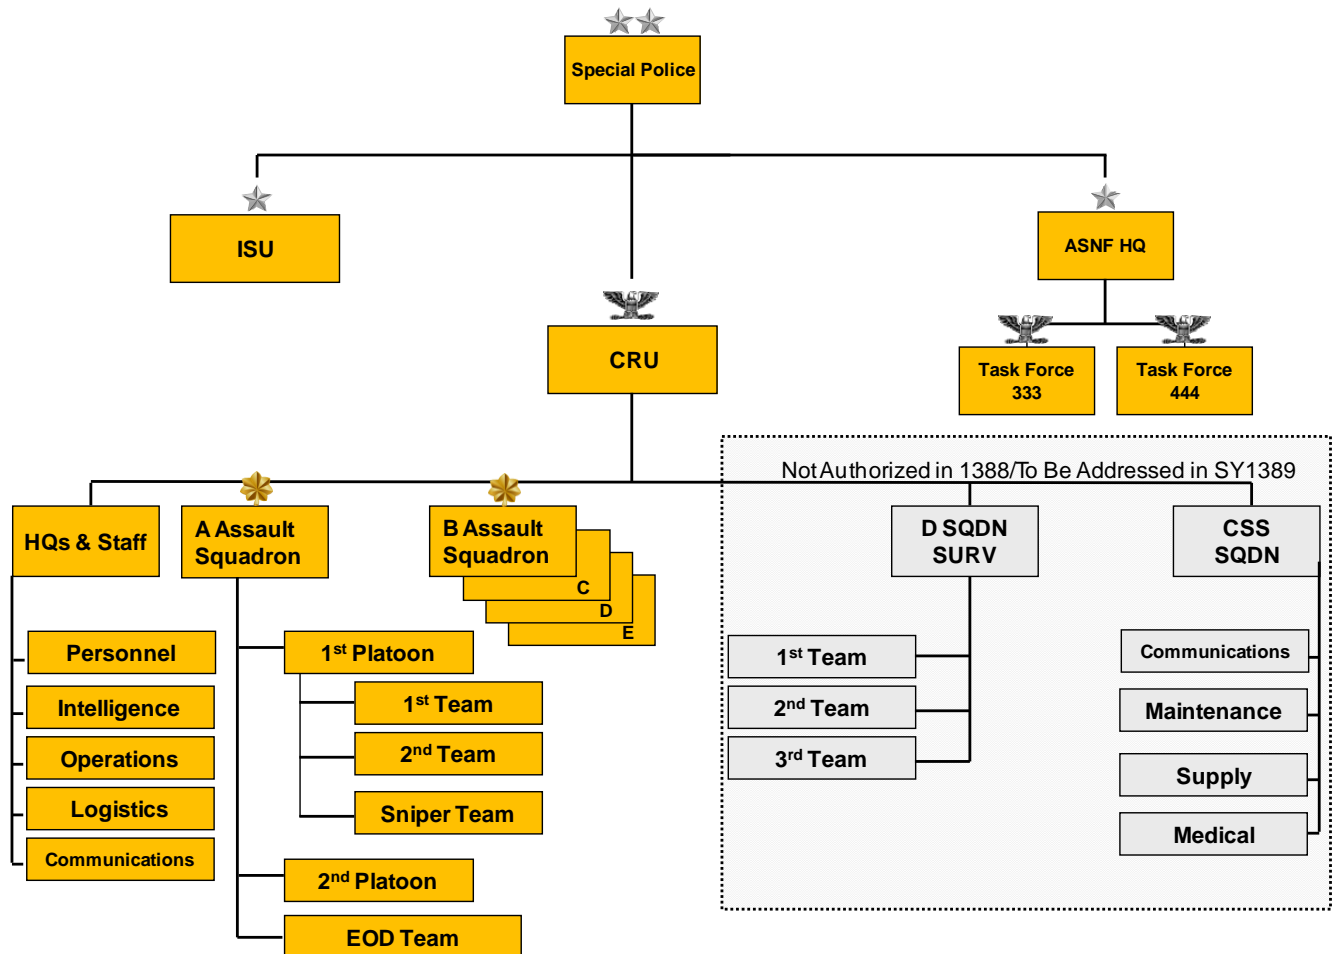 Special Police
ISU
ASNF HQ
CRU
Task Force
333
Task Force
444
Not Authorized in 1388/To Be Addressed in SY1389
HQs & Staff
A Assault
Squadron
B Assault
Squadron
C
D
E
D SQDN
SURV
CSS
SQDN
Personnel
Intelligence
Operations
Logistics
Communications
1st Platoon
1st Team
2nd Team
Sniper Team
2nd Platoon
EOD Team
1st Team
2nd Team
3rd Team
Communications
Maintenance
Supply
Medical